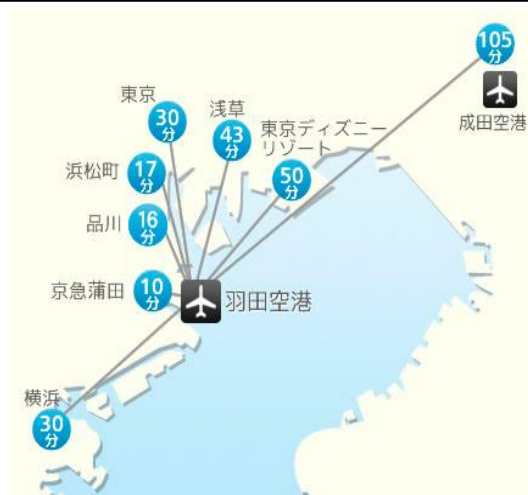 105
分
成田空港
東京
30
分
浅草
43
分
東京ディズニー
リゾート
50
分
浜松町
17
分
品川
16
分
京急蒲田
10
分
羽田空港
横浜
30
分